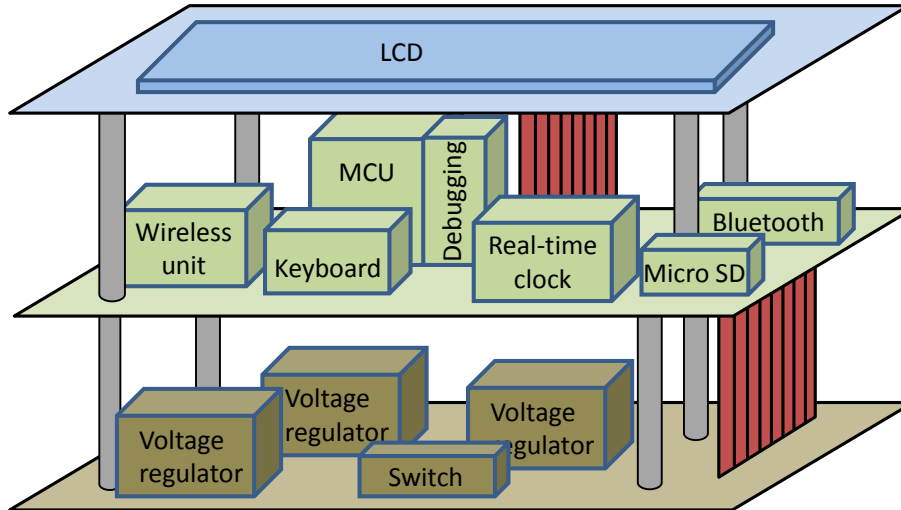 LCD
MCU
Debugging
Wireless
unit
Keyboard
Real-time
clock
Micro SD
Bluetooth
Voltage
regulator
Voltage
regulator
Voltage
regulator
Switch